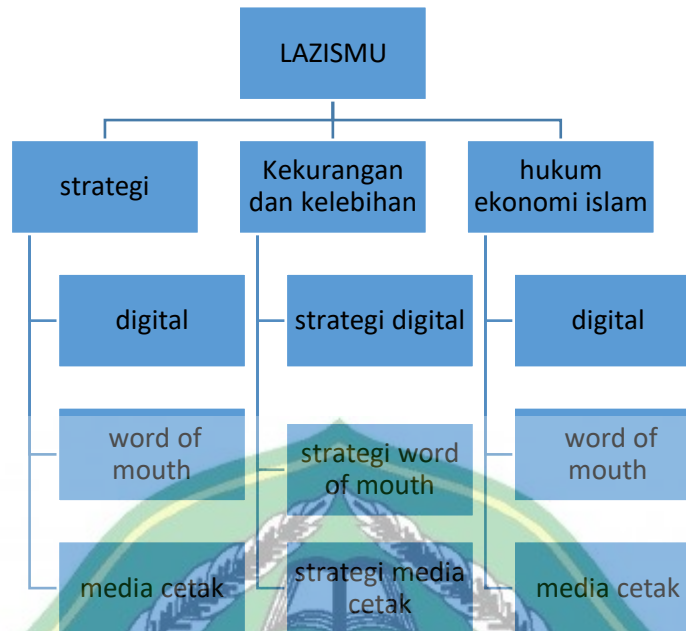 LAZISMU
strategi
Kekurangan
dan kelebihan
hukum
ekonomi islam
digital
strategi digital
digital
word of
mouth
strategi word
of mouth
word of
mouth
media cetak
strategi media
cetak
media cetak